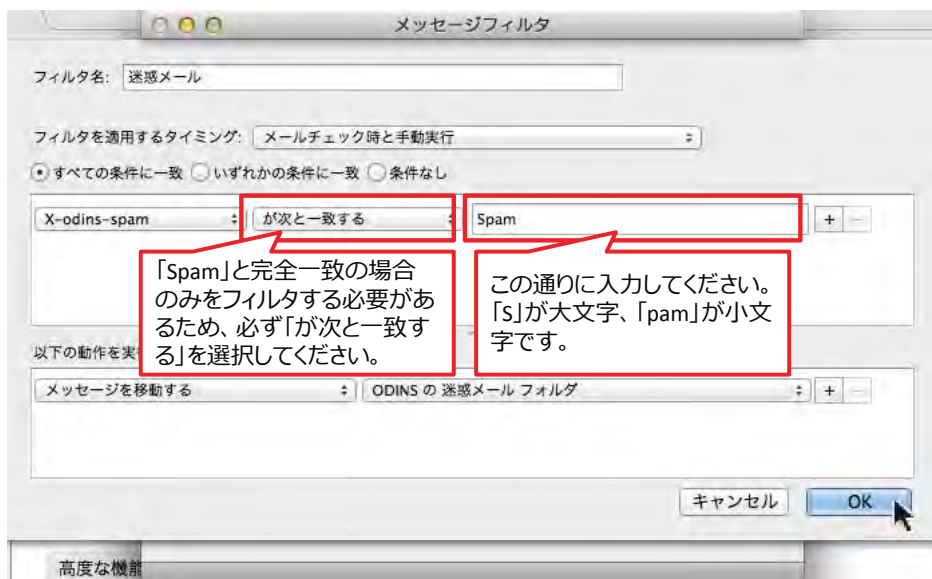 メッセージフィルタ
フィルタ名: 迷惑メール
フィルタを適用するタイミング: メールチェック時と手動実行
すべての条件に一致 いずれかの条件に一致 条件なし
X-odins-spam が次と一致する Spam + −
「Spam」と完全一致の場合
のみをフィルタする必要があ
るため、必ず「が次と一致す
る」を選択してください。
この通りに入力してください。
「S」が大文字、「pam」が小文
字です。
以下の動作を実
メッセージを移動する ODINS の 迷惑メール フォルダ + −
キャンセル OK
高度な機能